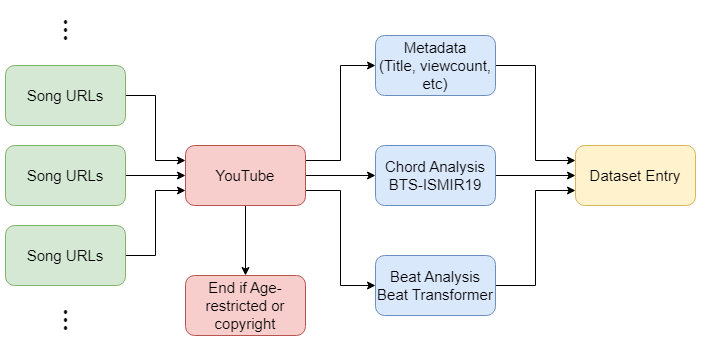 Song URLs
Song URLs
Song URLs
YouTube
End if Age-
restricted or
copyright
Metadata
(Title, viewcount,
etc)
Chord Analysis
BTS-ISMIR19
Beat Analysis
Beat Transformer
Dataset Entry